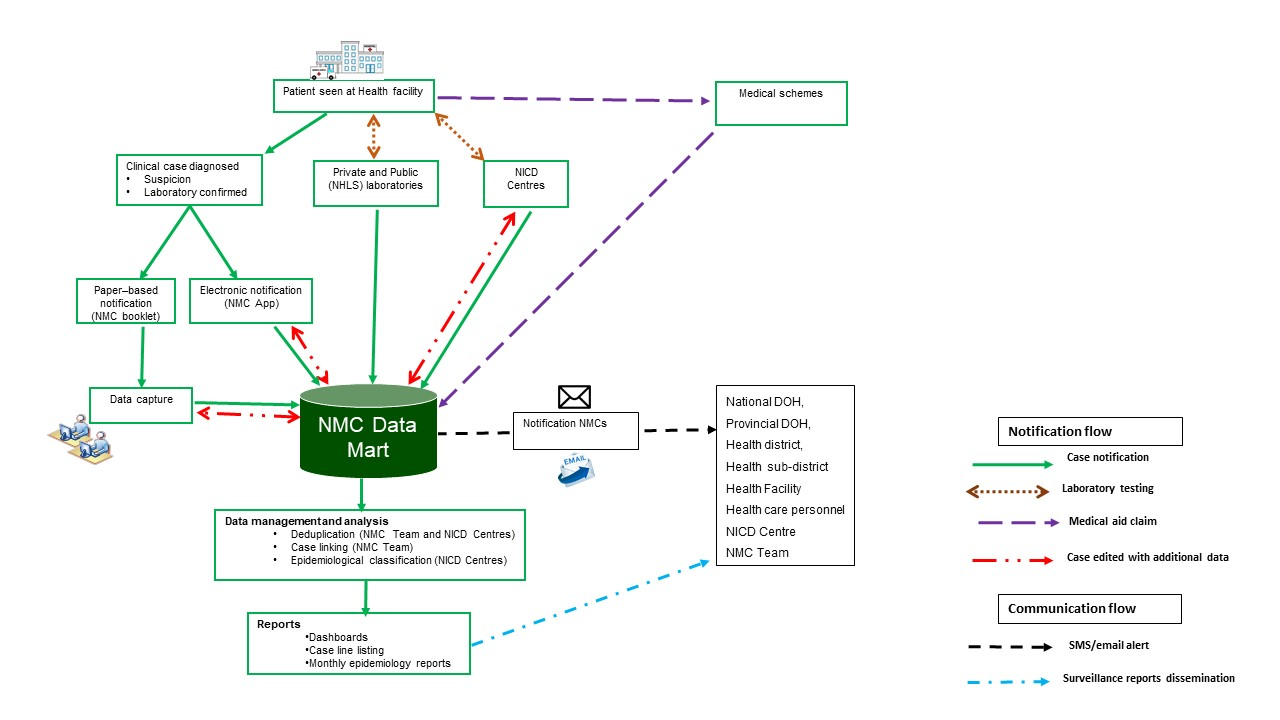 Patient seen at Health facility
Medical schemes
Clinical case diagnosed
• Suspicion
• Laboratory confirmed
Private and Public
(NHLS) laboratories
NICD
Centres
Paper–based
notification
(NMC booklet)
Electronic notification
(NMC App)
Data capture
NMC Data
Mart
Notification NMCs
EMAIL
National DOH,
Provincial DOH,
Health district,
Health sub-district
Health Facility
Health care personnel
NICD Centre
NMC Team
Data management and analysis
• Deduplication (NMC Team and NICD Centres)
• Case linking (NMC Team)
• Epidemiological classification (NICD Centres)
Reports
•Dashboards
•Case line listing
•Monthly epidemiology reports
Notification flow
Case notification
Laboratory testing
Medical aid claim
Case edited with additional data
Communication flow
SMS/email alert
Surveillance reports dissemination